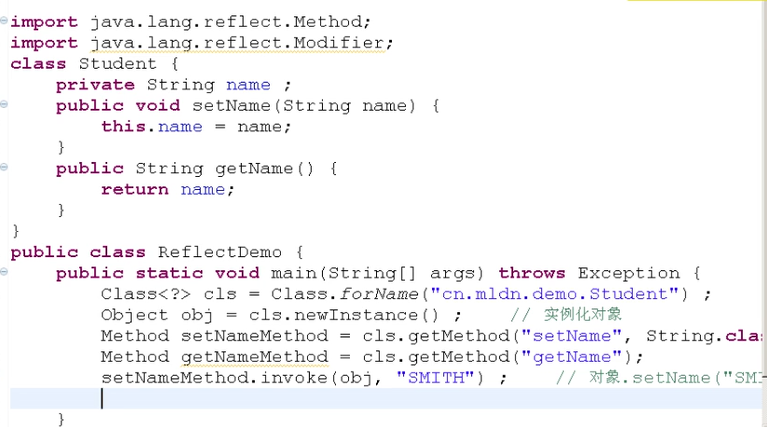 import java.lang.reflect.Method;
import java.lang.reflect.Modifier;
class Student {
    private String name ;
    public void setName(String name) {
        this.name = name;
    }
    public String getName() {
        return name;
    }
}
public class ReflectDemo {
    public static void main(String[] args) throws Exception {
        Class<?> cls = Class.forName("cn.mldn.demo.Student") ;
        Object obj = cls.newInstance() ;    // 实例化对象
        Method setNameMethod = cls.getMethod("setName", String.cla
        Method getNameMethod = cls.getMethod("getName");
        setNameMethod.invoke(obj, "SMITH") ;    // 对象.setName("SMI
    }